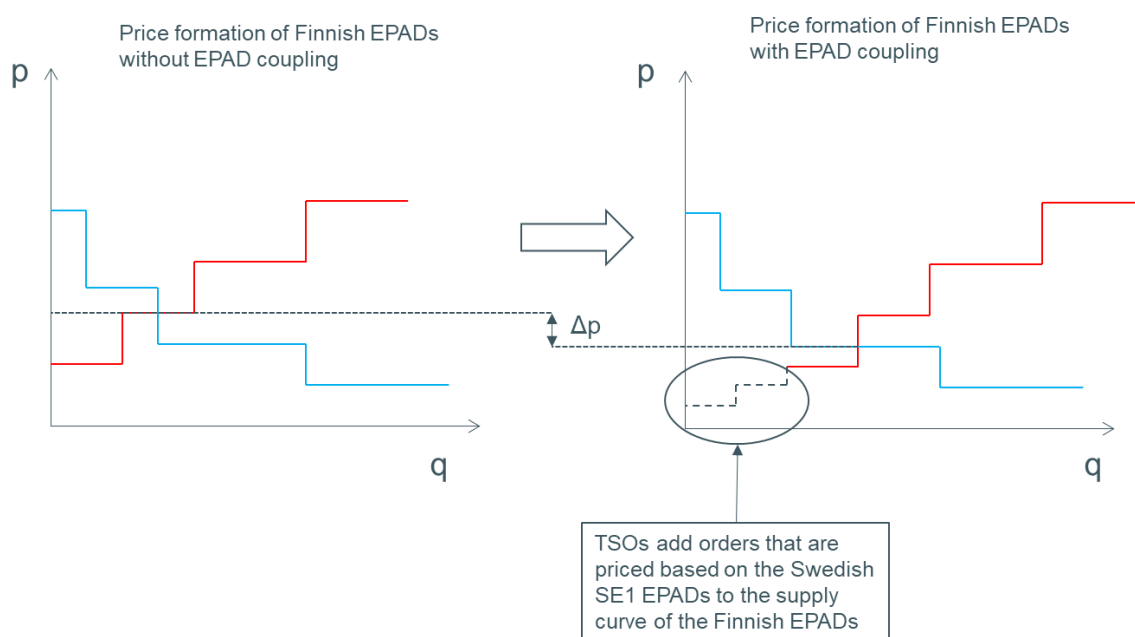 Price formation of Finnish EPADs
without EPAD coupling
Price formation of Finnish EPADs
with EPAD coupling
p
p
Δp
q
q
TSOs add orders that are
priced based on the Swedish
SE1 EPADs to the supply
curve of the Finnish EPADs